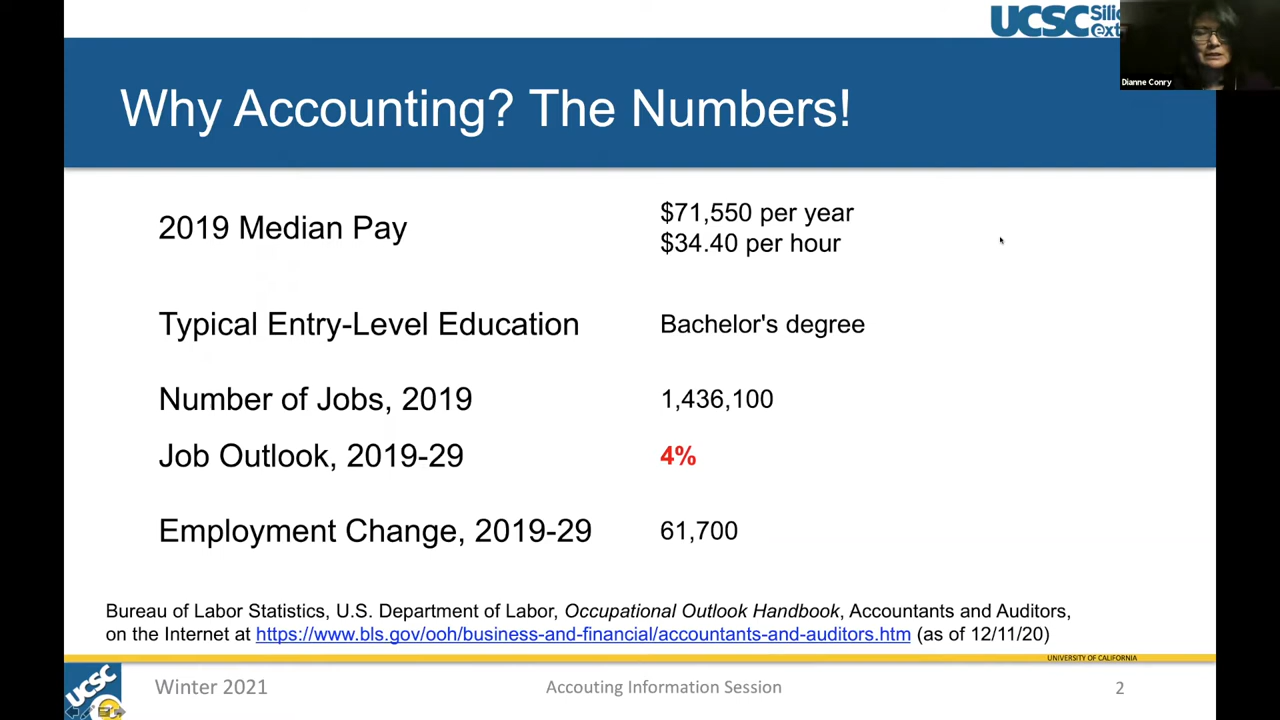 UCSC Sili
ext
Dianne Conry
Why Accounting? The Numbers!
2019 Median Pay
$71,550 per year
$34.40 per hour
Typical Entry-Level Education
Bachelor's degree
Number of Jobs, 2019
1,436,100
Job Outlook, 2019-29
4%
Employment Change, 2019-29
61,700
Bureau of Labor Statistics, U.S. Department of Labor, Occupational Outlook Handbook, Accountants and Auditors,
on the Internet at https://www.bls.gov/ooh/business-and-financial/accountants-and-auditors.htm (as of 12/11/20)
UNIVERSITY OF CALIFORNIA
UCSC
Winter 2021
Accouting Information Session
2